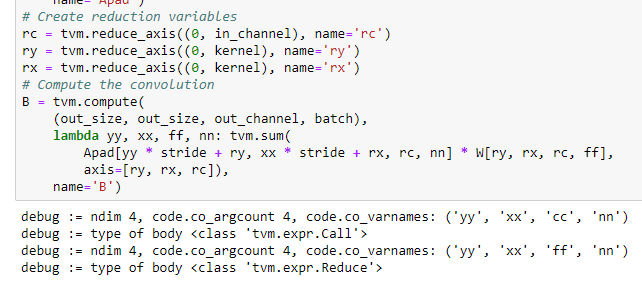 name='Apad')
# Create reduction variables
rc = tvm.reduce_axis((0, in_channel), name='rc')
ry = tvm.reduce_axis((0, kernel), name='ry')
rx = tvm.reduce_axis((0, kernel), name='rx')
# Compute the convolution
B = tvm.compute(
    (out_size, out_size, out_channel, batch),
    lambda yy, xx, ff, nn: tvm.sum(
        Apad[yy * stride + ry, xx * stride + rx, rc, nn] * W[ry, rx, rc, ff],
        axis=[ry, rx, rc]),
    name='B')
debug := ndim 4, code.co_argcount 4, code.co_varnames: ('yy', 'xx', 'cc', 'nn')
debug := type of body <class 'tvm.expr.Call'>
debug := ndim 4, code.co_argcount 4, code.co_varnames: ('yy', 'xx', 'ff', 'nn')
debug := type of body <class 'tvm.expr.Reduce'>